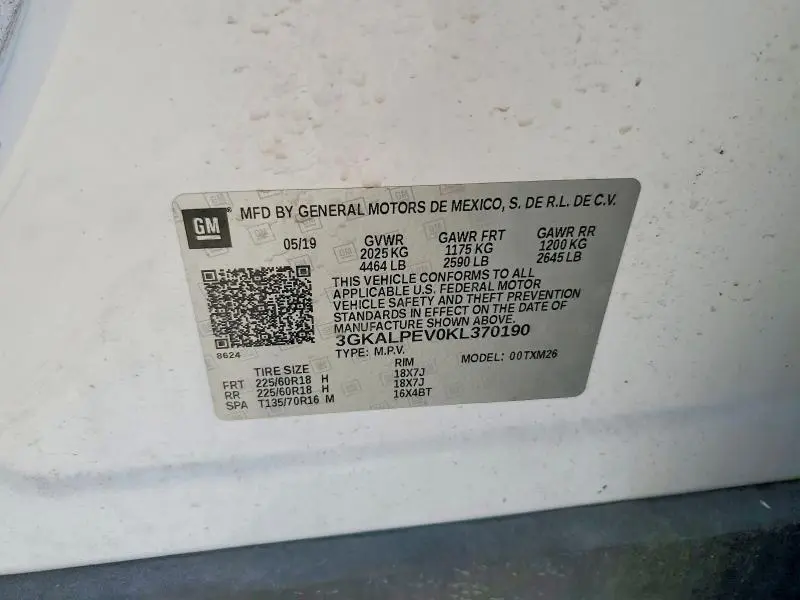 GM
MFD BY GENERAL MOTORS DE MEXICO, S. DE R.L. DE C.V.
05/19 GVWR GAWR FRT GAWR RR
2025 KG 1175 KG 1200 KG
4464 LB 2590 LB 2645 LB
THIS VEHICLE CONFORMS TO ALL
APPLICABLE U.S. FEDERAL MOTOR
VEHICLE SAFETY AND THEFT PREVENTION
STANDARDS IN EFFECT ON THE DATE OF
MANUFACTURE SHOWN ABOVE.
3GKALPEV0KL370190
8624
TYPE: M.P.V. MODEL: 00TXM26
TIRE SIZE RIM
FRT 225/60R18 H 18X7J
RR 225/60R18 H 18X7J
SPA T135/70R16 M 16X4BT